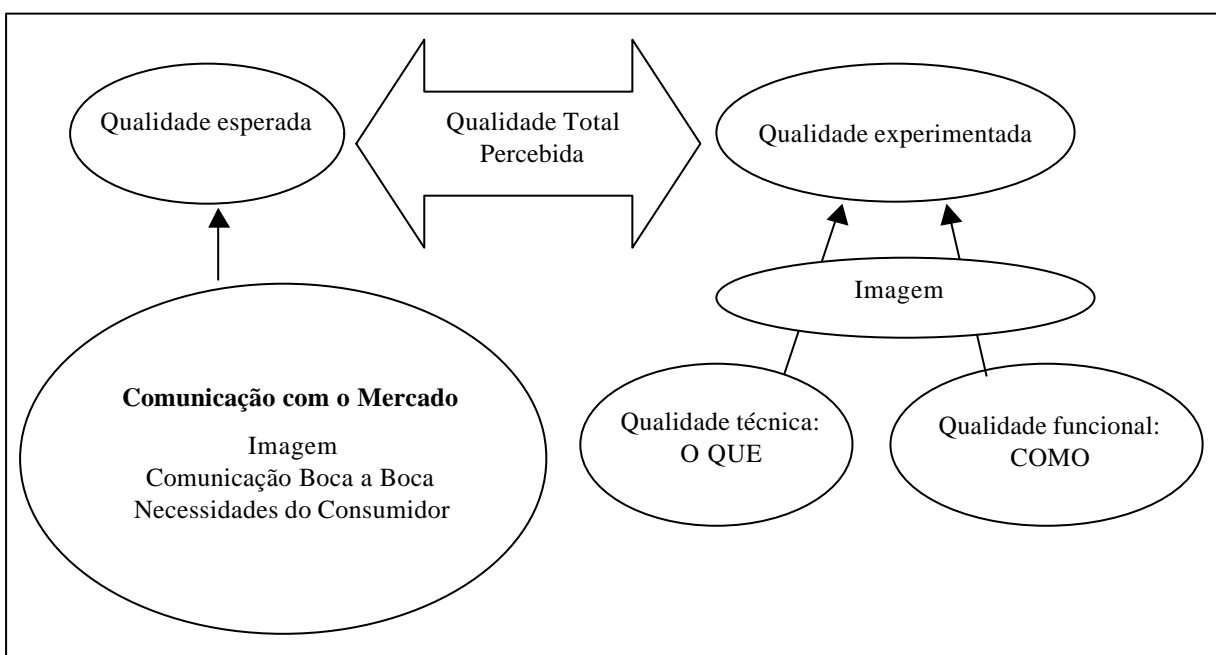 Qualidade esperada
Qualidade Total
Percebida
Qualidade experimentada
Imagem
Comunicação com o Mercado
Imagem
Comunicação Boca a Boca
Necessidades do Consumidor
Qualidade técnica:
O QUE
Qualidade funcional:
COMO